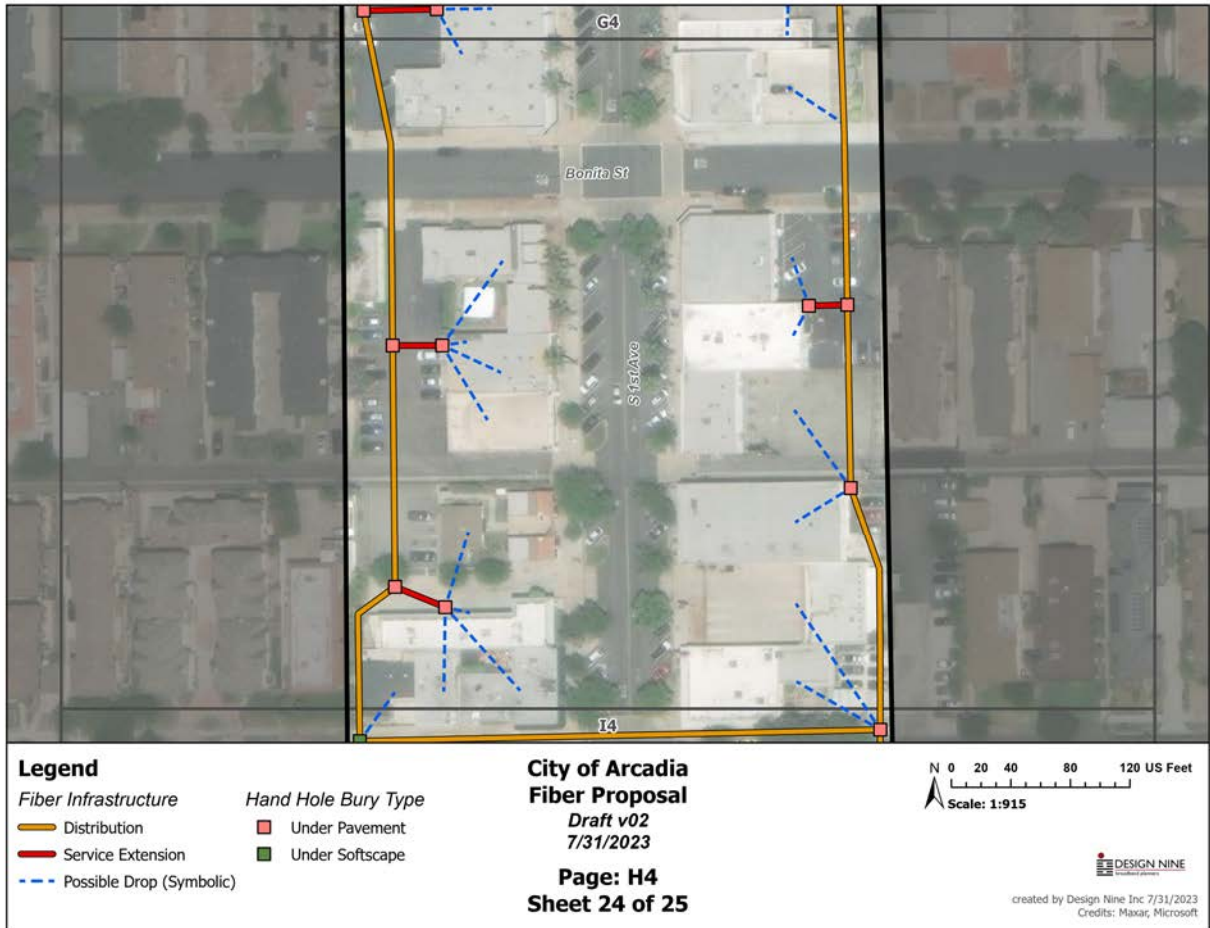 G4
Bonita St
S 1st Ave
I4
Legend
Fiber Infrastructure
Distribution
Service Extension
Possible Drop (Symbolic)
Hand Hole Bury Type
Under Pavement
Under Softscape
City of Arcadia
Fiber Proposal
Draft v02
7/31/2023
Page: H4
Sheet 24 of 25
N 0 20 40 80 120 US Feet
Scale: 1:915
DESIGN NINE
broadband planners
created by Design Nine Inc 7/31/2023
Credits: Maxar, Microsoft